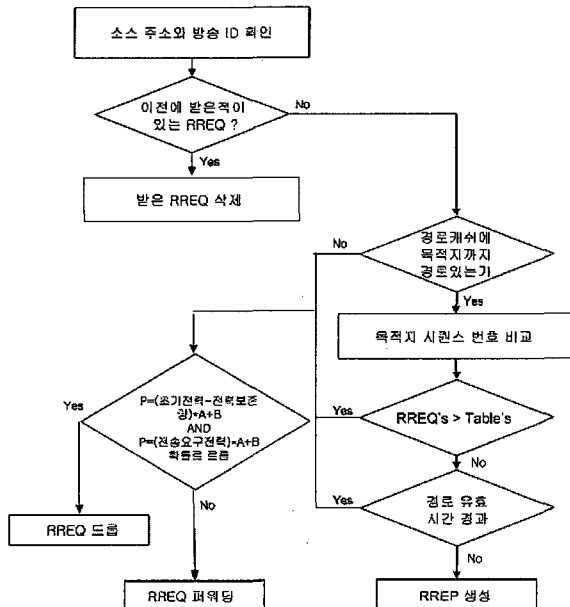 소스 주소와 방송 ID 확인
이전에 받은적이
있는 RREQ ?
No
Yes
받은 RREQ 삭제
No
경로캐쉬에
목적지까지
경로있는가
Yes
목적지 시퀀스 번호 비교
P=(초기전력-전력보존
양)*A+B
AND
P=(전송요구전력)*A+B
확률로 드롭
Yes
Yes
RREQ's > Table's
No
No
Yes
경로 유효
시간 경과
RREQ 드롭
No
RREQ 퍼워딩
RREP 생성